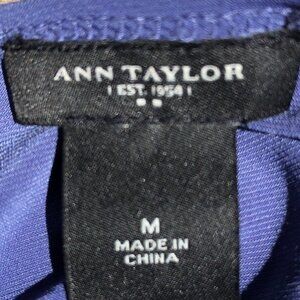 ANN TAYLOR
EST. 1954
M
MADE IN
CHINA